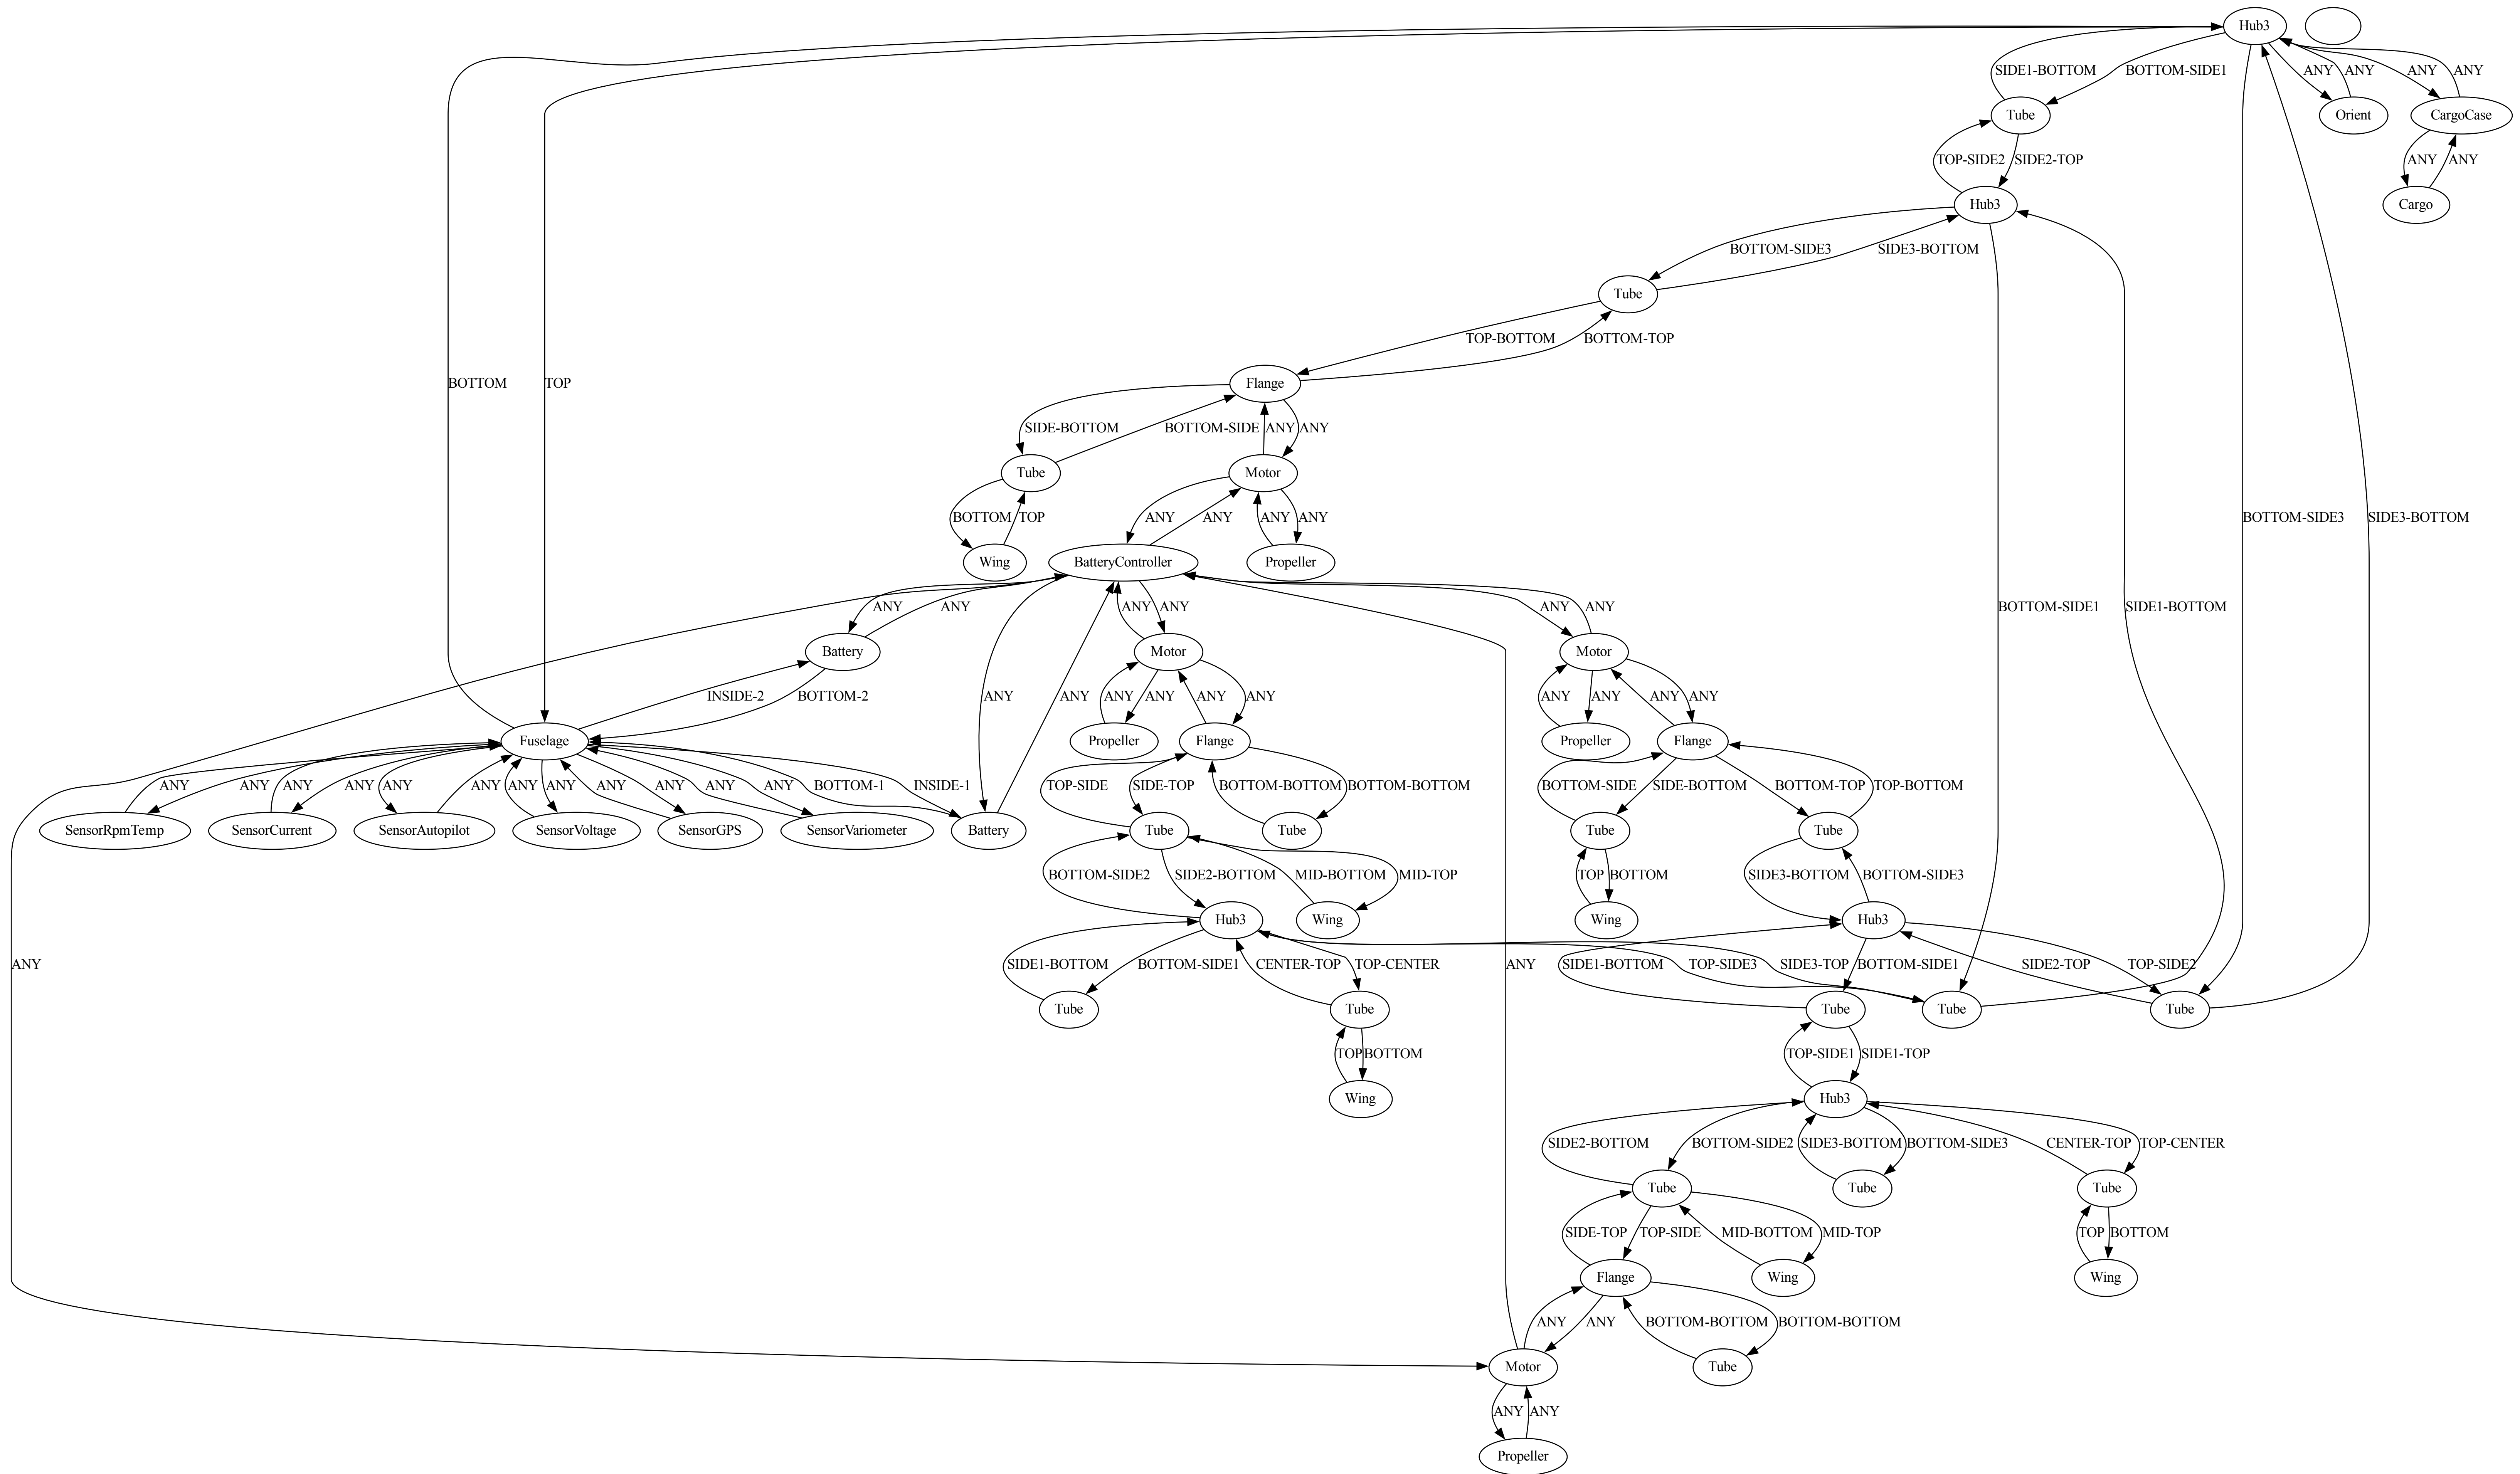 Hub3
SIDE1-BOTTOM
BOTTOM-SIDE1
ANY
ANY
ANY
ANY
Tube
Orient
CargoCase
TOP-SIDE2
SIDE2-TOP
ANY
ANY
Hub3
Cargo
BOTTOM-SIDE3
SIDE3-BOTTOM
Tube
TOP-BOTTOM
BOTTOM-TOP
BOTTOM
TOP
Flange
SIDE-BOTTOM
BOTTOM-SIDE
ANY
ANY
Tube
Motor
BOTTOM
TOP
ANY
ANY
ANY
ANY
BOTTOM-SIDE3
SIDE3-BOTTOM
Wing
BatteryController
Propeller
ANY
ANY
ANY
ANY
ANY
ANY
BOTTOM-SIDE1
SIDE1-BOTTOM
Battery
Motor
Motor
INSIDE-2
BOTTOM-2
ANY
ANY
ANY
ANY
ANY
ANY
ANY
ANY
ANY
ANY
Fuselage
Propeller
Flange
Propeller
Flange
ANY
ANY
ANY
ANY
ANY
ANY
ANY
ANY
ANY
ANY
ANY
ANY
BOTTOM-1
INSIDE-1
TOP-SIDE
SIDE-TOP
BOTTOM-BOTTOM
BOTTOM-BOTTOM
BOTTOM-SIDE
SIDE-BOTTOM
BOTTOM-TOP
TOP-BOTTOM
SensorRpmTemp
SensorCurrent
SensorAutopilot
SensorVoltage
SensorGPS
SensorVariometer
Battery
Tube
Tube
Tube
Tube
BOTTOM-SIDE2
SIDE2-BOTTOM
MID-BOTTOM
MID-TOP
TOP
BOTTOM
SIDE3-BOTTOM
BOTTOM-SIDE3
Hub3
Wing
Wing
Hub3
ANY
SIDE1-BOTTOM
BOTTOM-SIDE1
CENTER-TOP
TOP-CENTER
ANY
SIDE1-BOTTOM
TOP-SIDE3
SIDE3-TOP
BOTTOM-SIDE1
SIDE2-TOP
TOP-SIDE2
Tube
Tube
Tube
Tube
Tube
TOP
BOTTOM
TOP-SIDE1
SIDE1-TOP
Wing
Hub3
SIDE2-BOTTOM
BOTTOM-SIDE2
SIDE3-BOTTOM
BOTTOM-SIDE3
CENTER-TOP
TOP-CENTER
Tube
Tube
Tube
SIDE-TOP
TOP-SIDE
MID-BOTTOM
MID-TOP
TOP
BOTTOM
Flange
Wing
Wing
ANY
ANY
BOTTOM-BOTTOM
BOTTOM-BOTTOM
Motor
Tube
ANY
ANY
Propeller